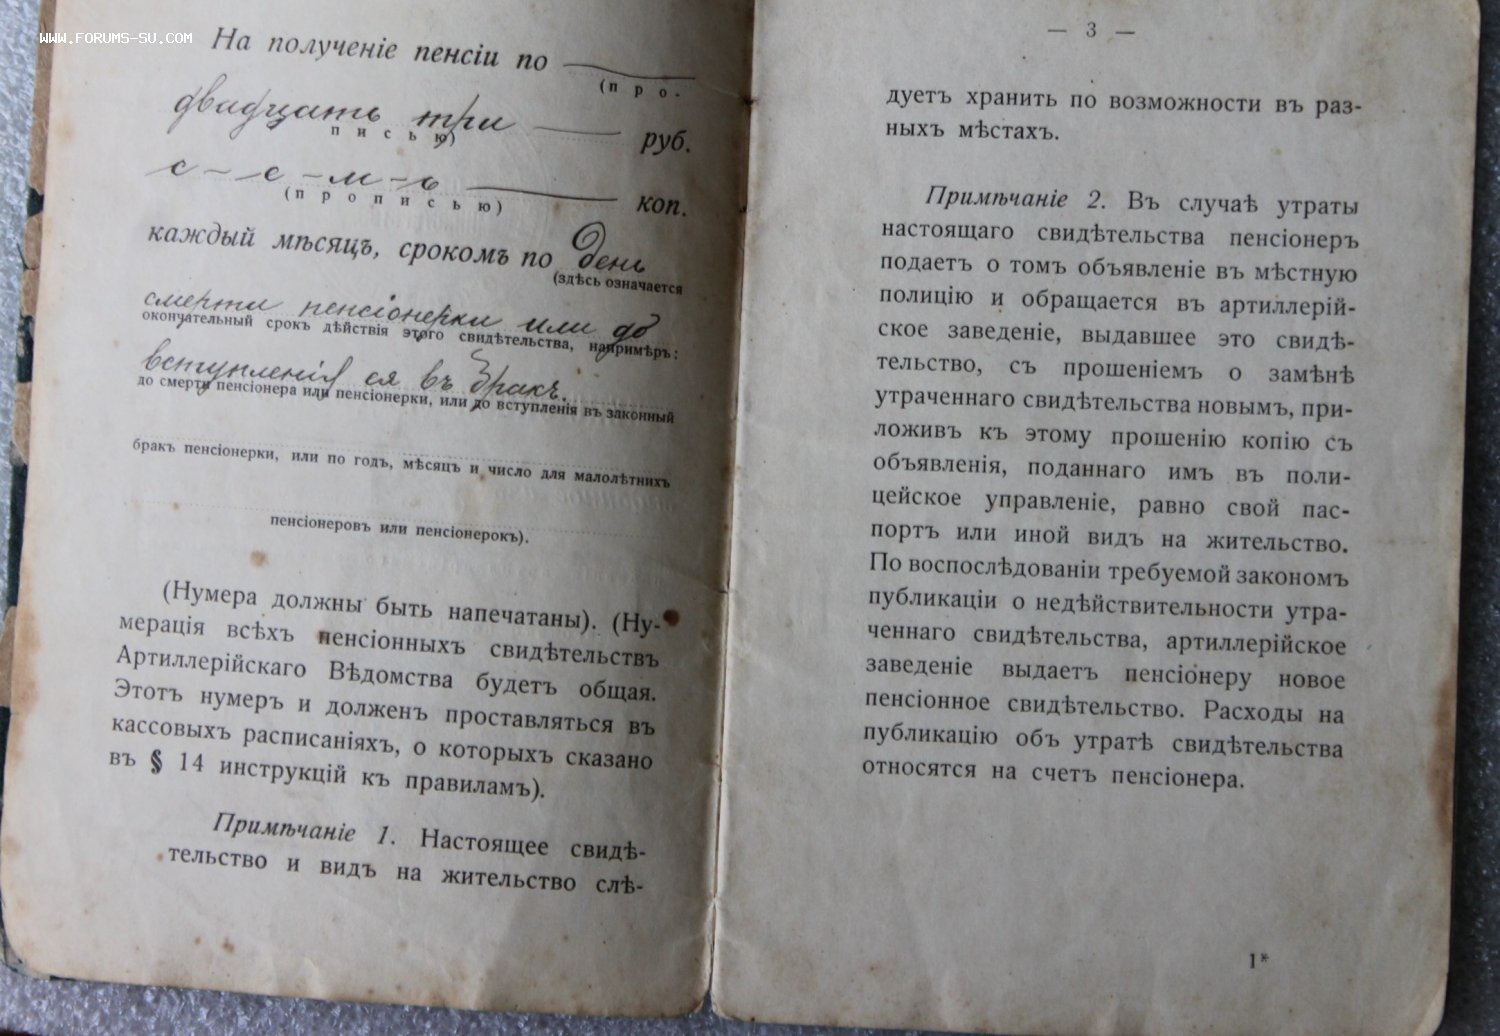 WWW.FORUMS-SU.COM
На полученіе пенсіи по
(про-
двадцать три
писью) руб.
с-е-м-ь
(прописью) коп.
каждый мѣсяцъ, срокомъ по день
(здѣсь означается
смерти пенсіонерки или до
окончательный срокъ дѣйствія этого свидѣтельства, напримѣръ:
вступленія ея въ бракъ.
до смерти пенсіонера или пенсіонерки, или до вступленія въ законный
бракъ пенсіонерки, или по годъ, мѣсяцъ и число для малолѣтнихъ
пенсіонеровъ или пенсіонерокъ).
(Нумера должны быть напечатаны). (Ну-
мерація всѣхъ пенсіонныхъ свидѣтельствъ
Артиллерійскаго Вѣдомства будетъ общая.
Этотъ нумеръ и долженъ проставляться въ
кассовыхъ расписаніяхъ, о которыхъ сказано
въ § 14 инструкцій къ правиламъ).
Примѣчаніе 1. Настоящее свидѣ-
тельство и видъ на жительство слѣ-
— 3 —
дуетъ хранить по возможности въ раз-
ныхъ мѣстахъ.
Примѣчаніе 2. Въ случаѣ утраты
настоящаго свидѣтельства пенсіонеръ
подаетъ о томъ объявленіе въ мѣстную
полицію и обращается въ артиллерій-
ское заведеніе, выдавшее это свидѣ-
тельство, съ прошеніемъ о замѣнѣ
утраченнаго свидѣтельства новымъ, при-
ложивъ къ этому прошенію копію съ
объявленія, поданнаго имъ въ поли-
цейское управленіе, равно свой пас-
портъ или иной видъ на жительство.
По воспослѣдованіи требуемой закономъ
публикаціи о недѣйствительности утра-
ченнаго свидѣтельства, артиллерійское
заведеніе выдаетъ пенсіонеру новое
пенсіонное свидѣтельство. Расходы на
публикацію объ утратѣ свидѣтельства
относятся на счетъ пенсіонера.
1*